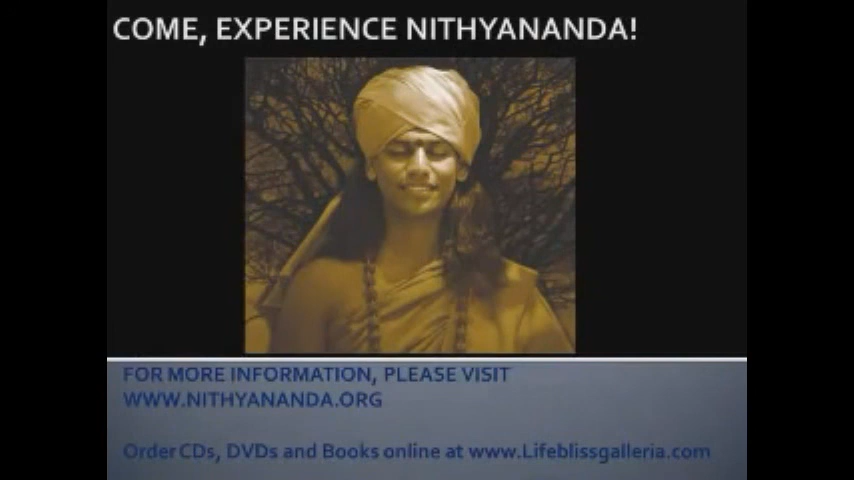 COME, EXPERIENCE NITHYANANDA!
FOR MORE INFORMATION, PLEASE VISIT
WWW.NITHYANANDA.ORG
Order CDs, DVDs and Books online at www.Lifeblissgalleria.com